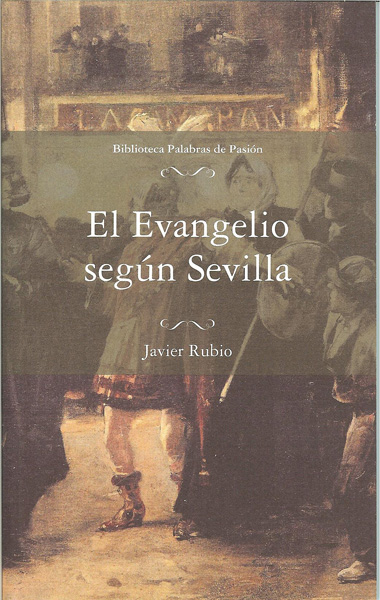 Biblioteca Palabras de Pasión
El Evangelio
según Sevilla
Javier Rubio